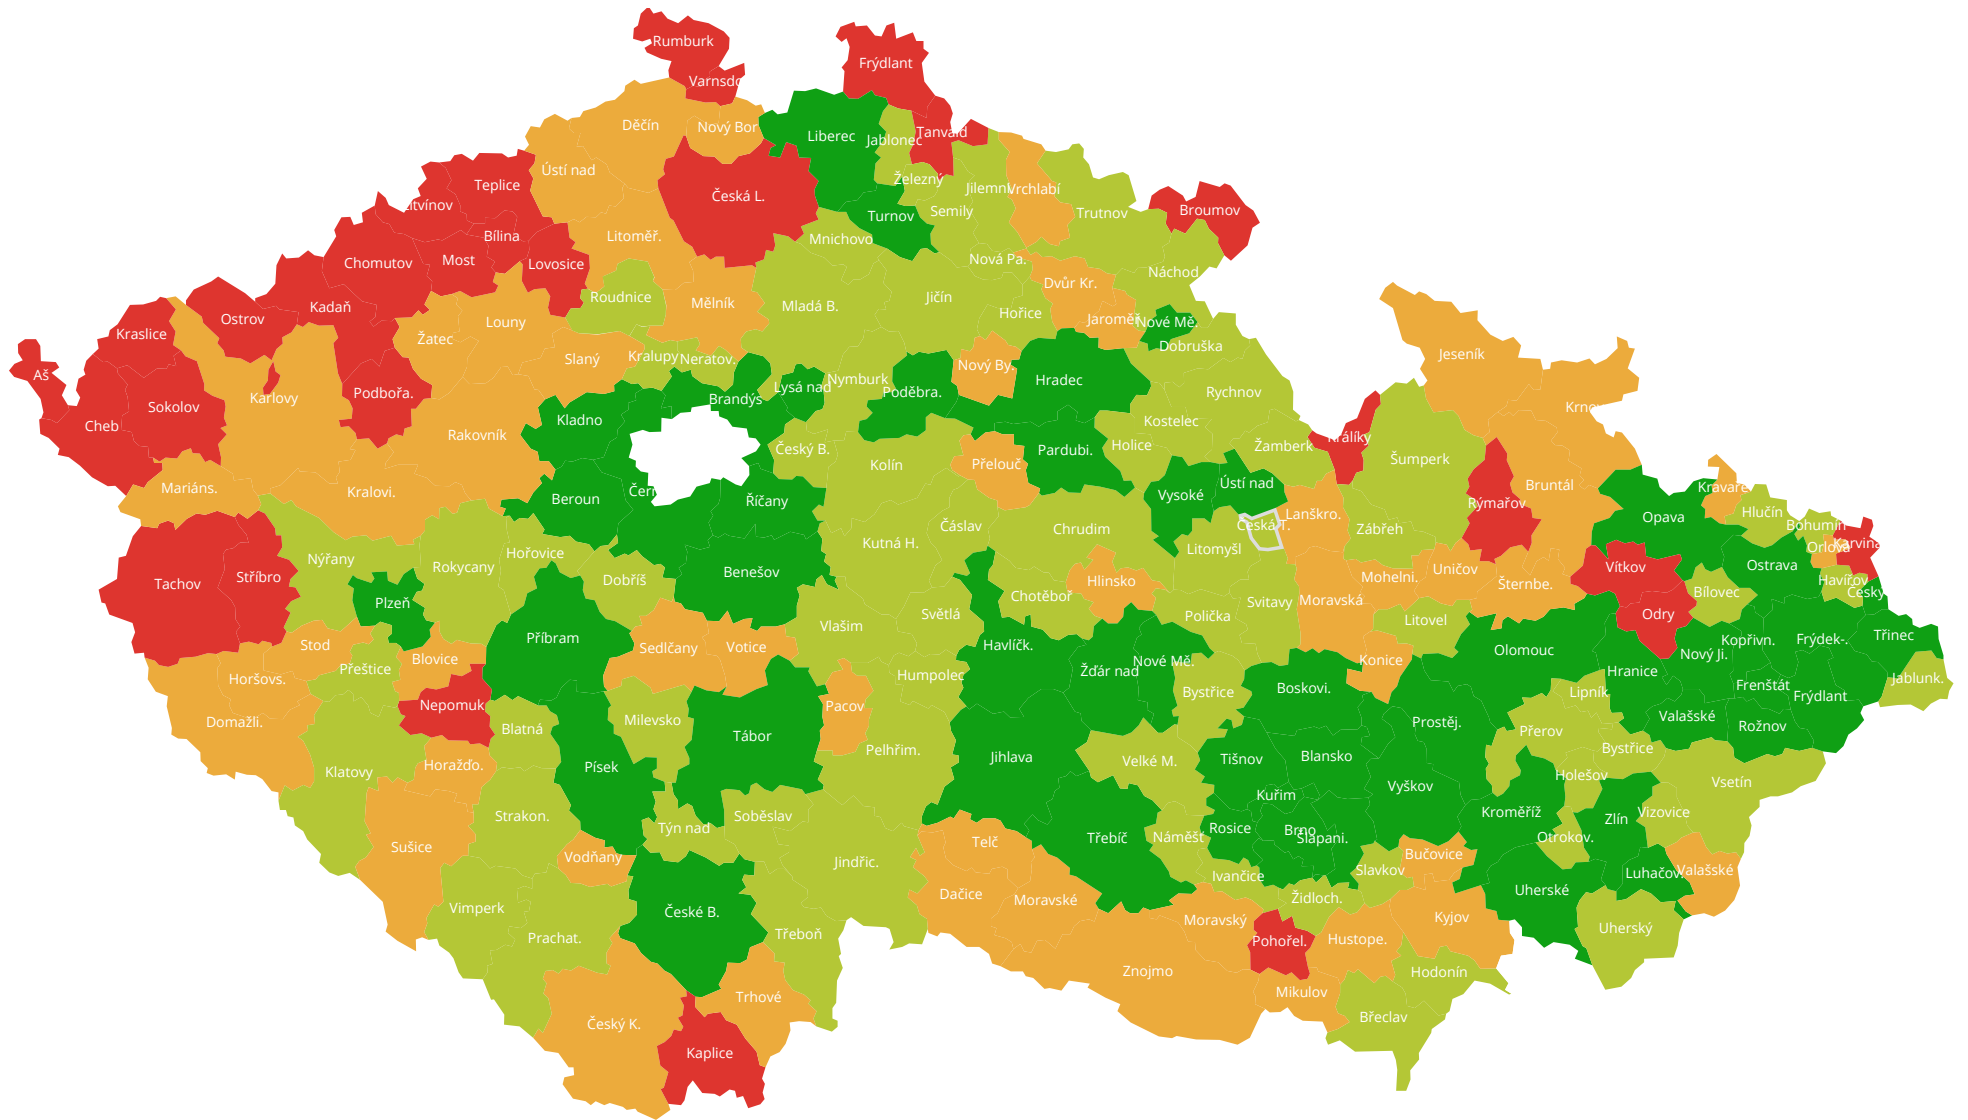 Rumburk
Frýdlant
Varnsdo
Děčín
Nový Bor
Liberec
Tanvald
Jablonec
Ústí nad
Železný
Teplice
Jilemni
Vrchlabí
Česká L.
itvínov
Semily
Broumov
Trutnov
Turnov
Bílina
Litoměř.
Mnichovo
Most
Nová Pa.
Chomutov
Lovosice
Náchod
Dvůr Kr.
Roudnice
Jičín
Mělník
Mladá B.
Kadaň
Hořice
Ostrov
Louny
Jaroměř
Nové Mě.
Kraslice
Žatec
Dobruška
Jeseník
Slaný
Kralupy
Neratov.
Nový By.
Aš
Nymburk
Hradec
Lysá nad
Podbořa.
Poděbra.
Rychnov
Karlovy
Brandýs
Sokolov
Krno
Kladno
Kostelec
Cheb
Rakovník
Králíky
Holice
Žamberk
Český B.
Pardubi.
Šumperk
Kolín
Přelouč
Ústí nad
Bruntál
Mariáns.
Kralovi.
Čern
Kravaře
Vysoké
Beroun
Říčany
Rýmařov
Hlučín
Lanškro.
Opava
Bohumín
Česká T.
Čáslav
Chrudim
Zábřeh
Kutná H.
Karviná
Orlová
Litomyšl
Hořovice
Nýřany
Rokycany
Ostrava
Vítkov
Uničov
Benešov
Stříbro
Mohelni.
Dobříš
Havířov
Hlinsko
Tachov
Šternbe.
Bílovec
Český
Chotěboř
Moravská
Plzeň
Svitavy
Světlá
Odry
Polička
Litovel
Vlašim
Třinec
Příbram
Frýdek-.
Kopřivn.
Stod
Havlíčk.
Sedlčany
Votice
Olomouc
Nový Ji.
Blovice
Konice
Nové Mě.
Přeštice
Žďár nad
Hranice
Humpolec
Horšovs.
Jablunk.
Frenštát
Boskovi.
Bystřice
Lipník
Frýdlant
Nepomuk
Pacov
Valašské
Milevsko
Domažli.
Prostěj.
Rožnov
Blatná
Přerov
Tábor
Bystřice
Pelhřim.
Blansko
Jihlava
Tišnov
Velké M.
Horažďo.
Písek
Klatovy
Holešov
Vsetín
Vyškov
Kuřim
Kroměříž
Vizovice
Strakon.
Soběslav
Zlín
Týn nad
Rosice
Brno
Šlapani.
Třebíč
Náměšť
Otrokov.
Telč
Sušice
Bučovice
Vodňany
Jindřic.
Slavkov
Valašské
Luhačov.
Ivančice
Uherské
Dačice
Židloch.
Moravské
Vimperk
České B.
Kyjov
Moravský
Uherský
Třeboň
Prachat.
Hustope.
Pohořel.
Znojmo
Hodonín
Mikulov
Trhové
Břeclav
Český K.
Kaplice